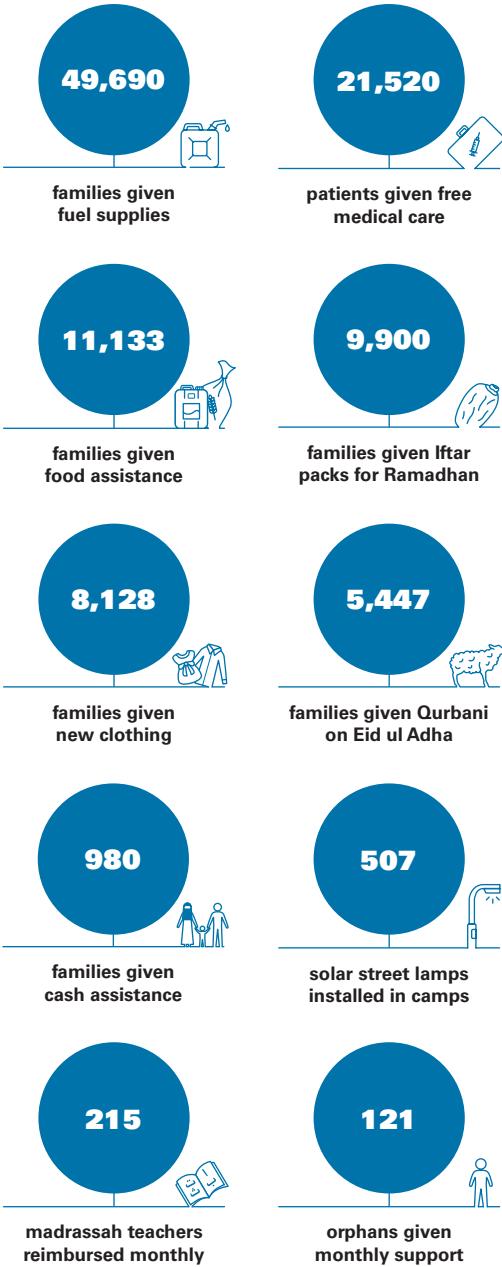 49,690
families given
fuel supplies
21,520
patients given free
medical care
11,133
families given
food assistance
9,900
families given Iftar
packs for Ramadhan
8,128
families given
new clothing
5,447
families given Qurbani
on Eid ul Adha
980
families given
cash assistance
507
solar street lamps
installed in camps
215
madrassah teachers
reimbursed monthly
121
orphans given
monthly support